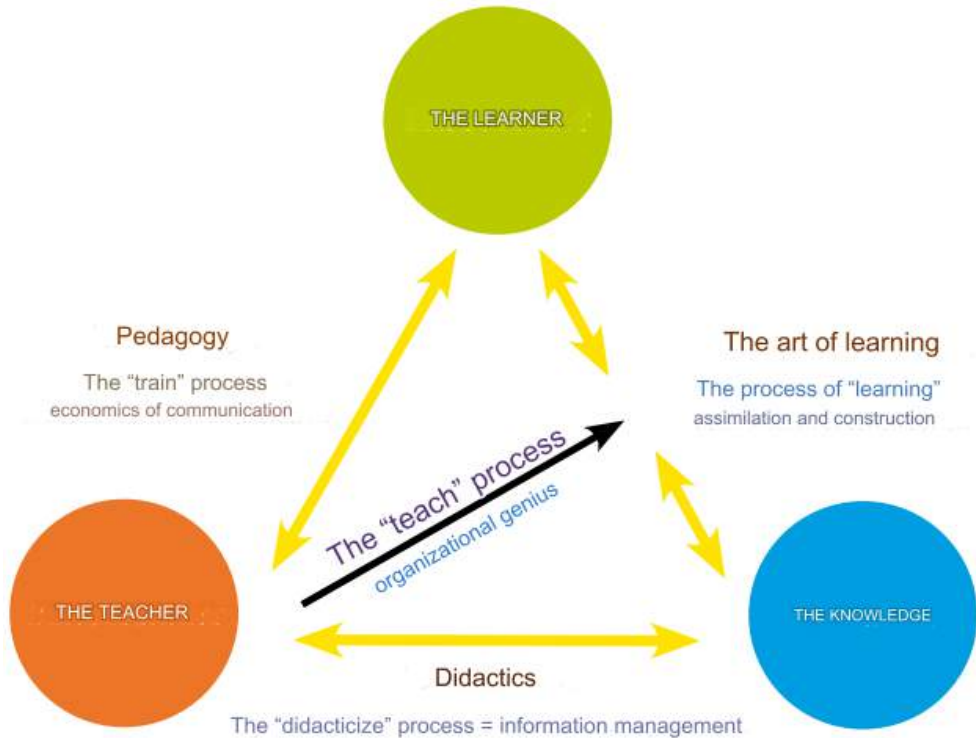 THE LEARNER
Pedagogy
The “train” process
economics of communication
The art of learning
The process of “learning”
assimilation and construction
The “teach” process
organizational genius
THE TEACHER
THE KNOWLEDGE
Didactics
The “didacticize” process = information management